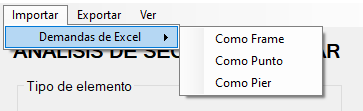 Importar Exportar Ver
Demandas de Excel
Como Frame
Como Punto
Como Pier
Tipo de elemento